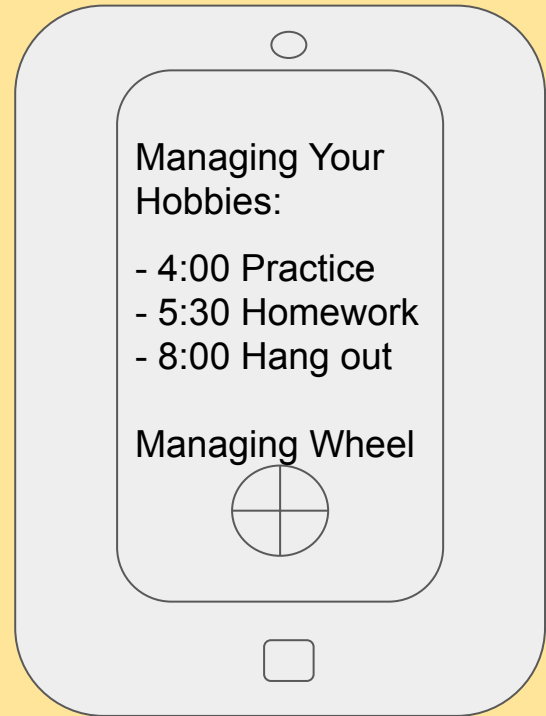 Managing Your
Hobbies:
- 4:00 Practice
- 5:30 Homework
- 8:00 Hang out
Managing Wheel